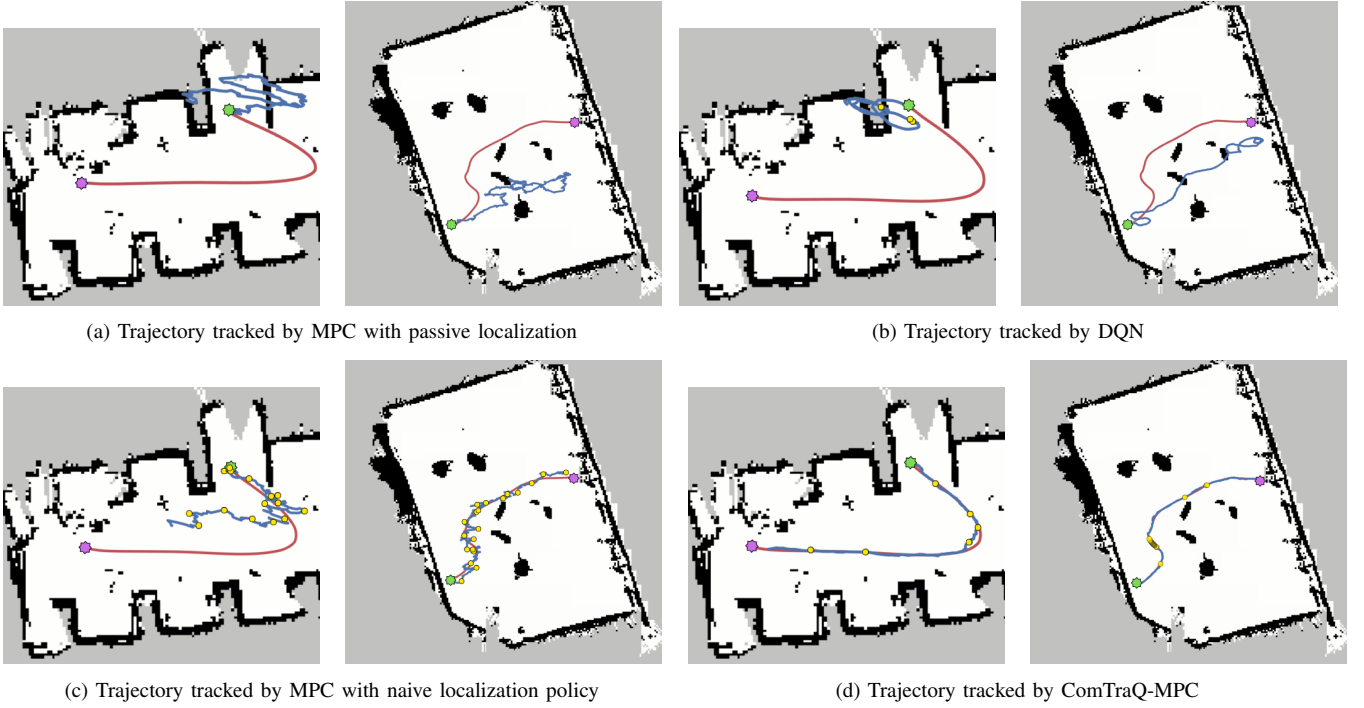 (a) Trajectory tracked by MPC with passive localization
(b) Trajectory tracked by DQN
(c) Trajectory tracked by MPC with naive localization policy
(d) Trajectory tracked by ComTraQ-MPC